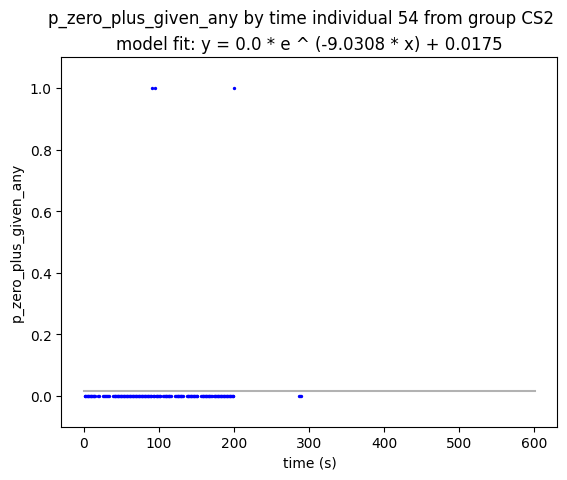 p_zero_plus_given_any by time individual 54 from group CS2
model fit: y = 0.0 * e ^ (-9.0308 * x) + 0.0175
p_zero_plus_given_any
1.0
0.8
0.6
0.4
0.2
0.0
0 100 200 300 400 500 600
time (s)